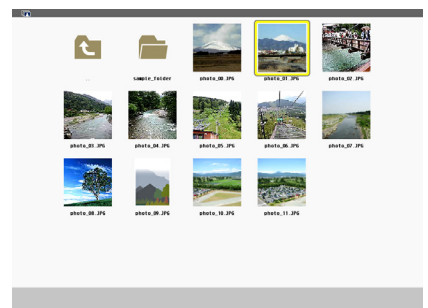 sample_folder photo_00.JPG photo_01.JPG photo_02.JPG
photo_03.JPG photo_04.JPG photo_05.JPG photo_06.JPG photo_07.JPG
photo_08.JPG photo_09.JPG photo_10.JPG photo_11.JPG